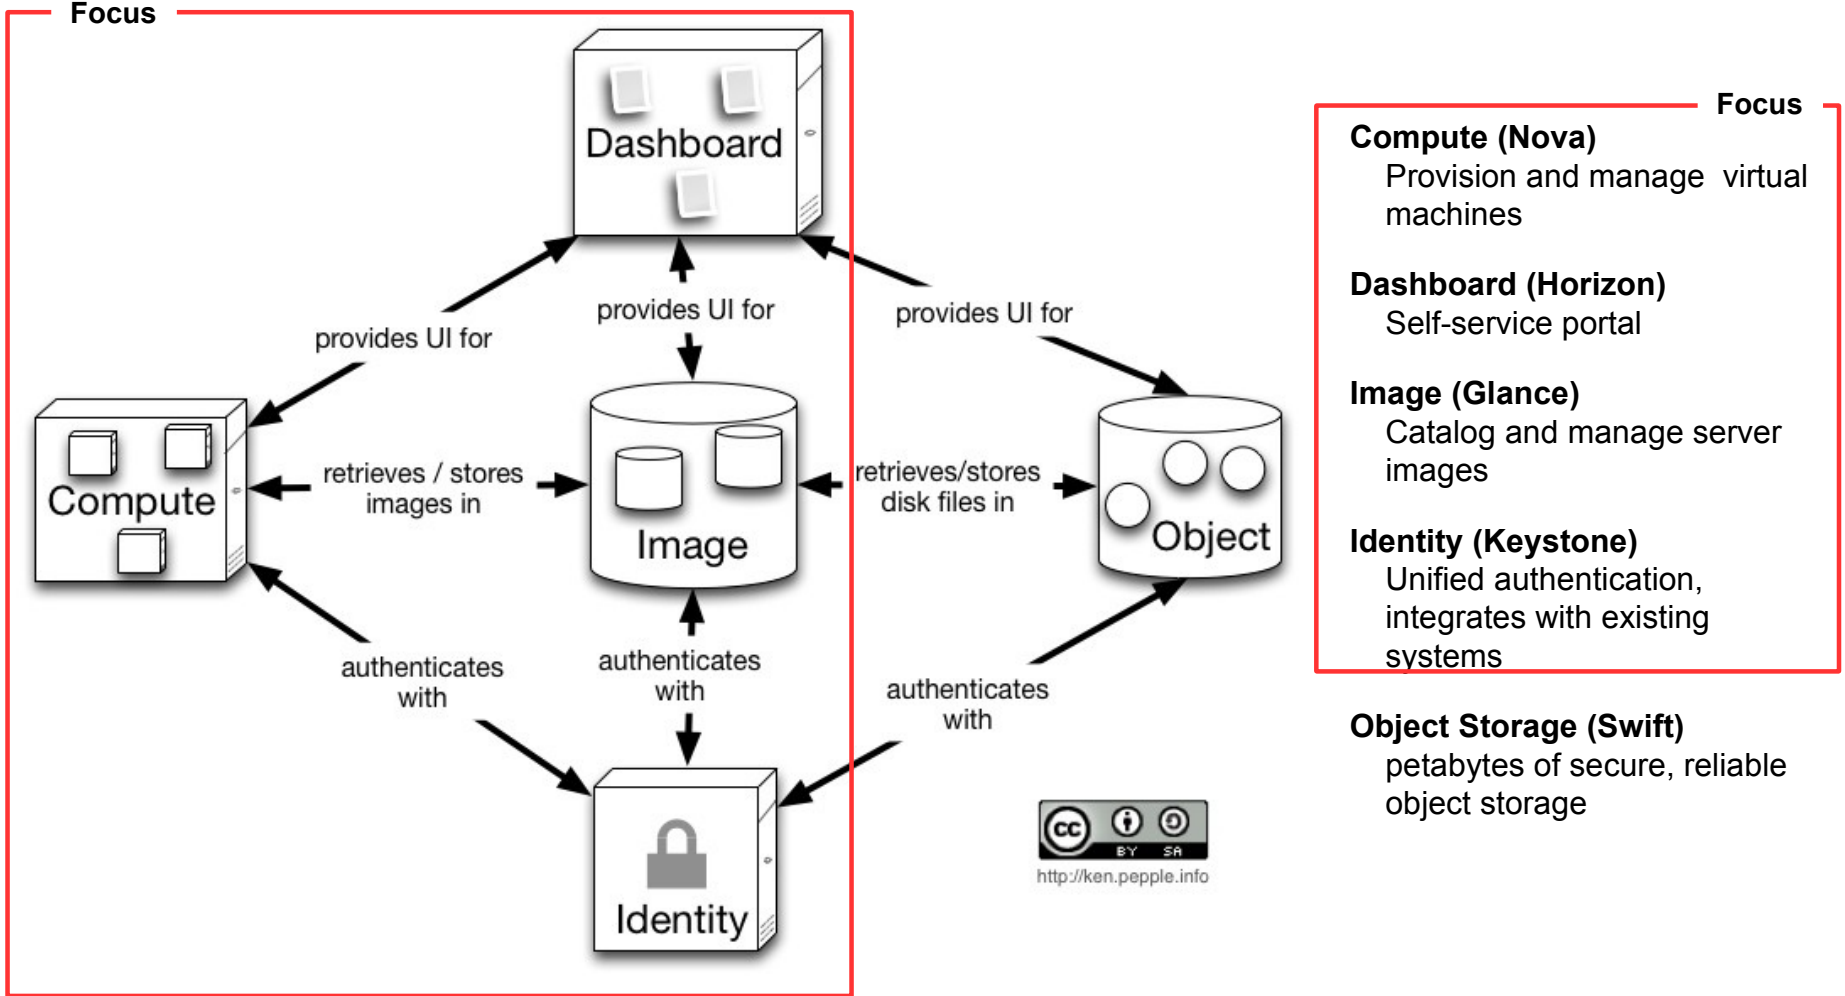 Focus
Dashboard
provides UI for
provides UI for
provides UI for
Compute
retrieves / stores
images in
Image
retrieves/stores
disk files in
Object
authenticates
with
authenticates
with
authenticates
with
Identity
CC
BY SA
http://ken.pepple.info
Focus
Compute (Nova)
Provision and manage virtual
machines
Dashboard (Horizon)
Self-service portal
Image (Glance)
Catalog and manage server
images
Identity (Keystone)
Unified authentication,
integrates with existing
systems
Object Storage (Swift)
petabytes of secure, reliable
object storage